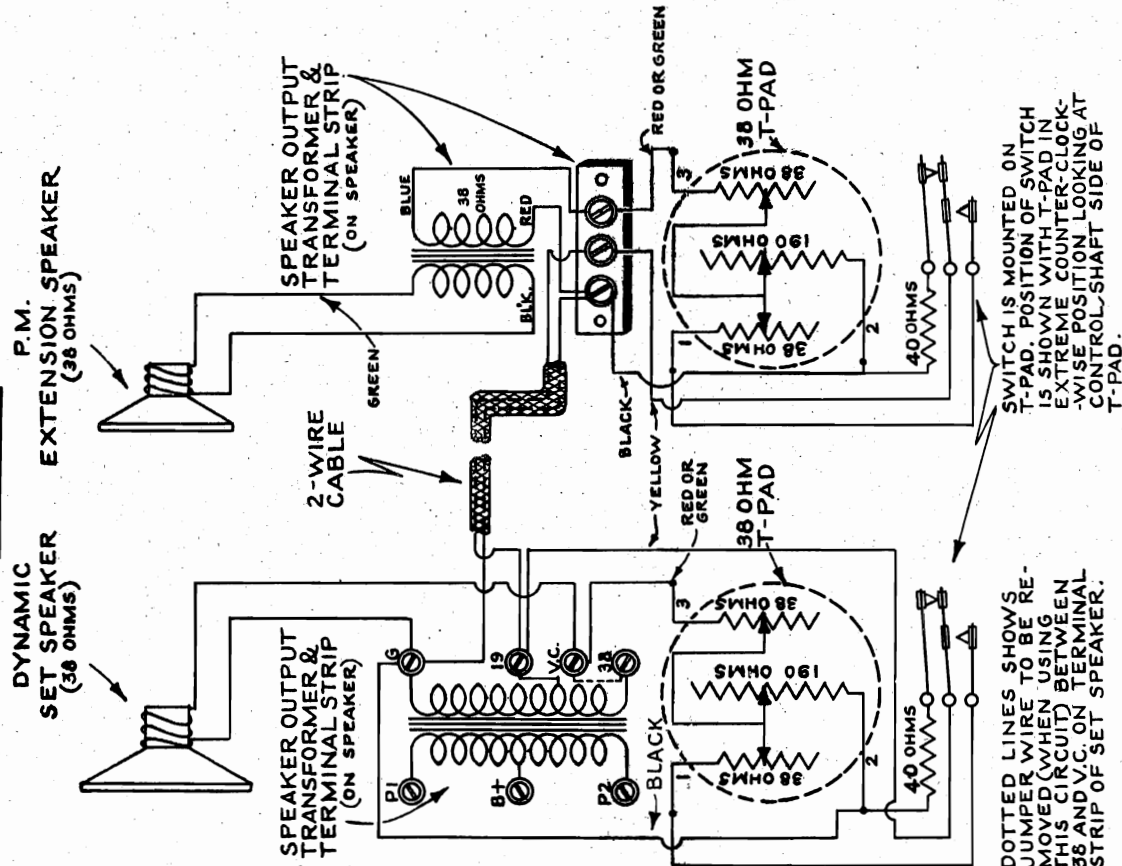 DYNAMIC
SET SPEAKER
(38 OHMS)
P.M.
EXTENSION SPEAKER
(38 OHMS)
SPEAKER OUTPUT
TRANSFORMER &
TERMINAL STRIP
(ON SPEAKER)
BLUE
38
OHMS
RED
BLK.
GREEN
2-WIRE
CABLE
RED OR GREEN
38 OHM
T-PAD
3
38 OHMS
190 OHMS
38 OHMS
1
2
40 OHMS
BLACK
YELLOW
SPEAKER OUTPUT
TRANSFORMER &
TERMINAL STRIP
(ON SPEAKER)
P1
B+
P2
G
19
V.C.
38
BLACK
RED OR
GREEN
38 OHM
T-PAD
3
38 OHMS
190 OHMS
38 OHMS
1
2
40 OHMS
SWITCH IS MOUNTED ON
T-PAD. POSITION OF SWITCH
IS SHOWN WITH T-PAD IN
EXTREME COUNTER-CLOCK-
-WISE POSITION LOOKING AT
CONTROL SHAFT SIDE OF
T-PAD.
DOTTED LINES SHOWS
JUMPER WIRE TO BE RE-
MOVED (WHEN USING
THIS CIRCUIT) BETWEEN
38 AND V.C. ON TERMINAL
STRIP OF SET SPEAKER.